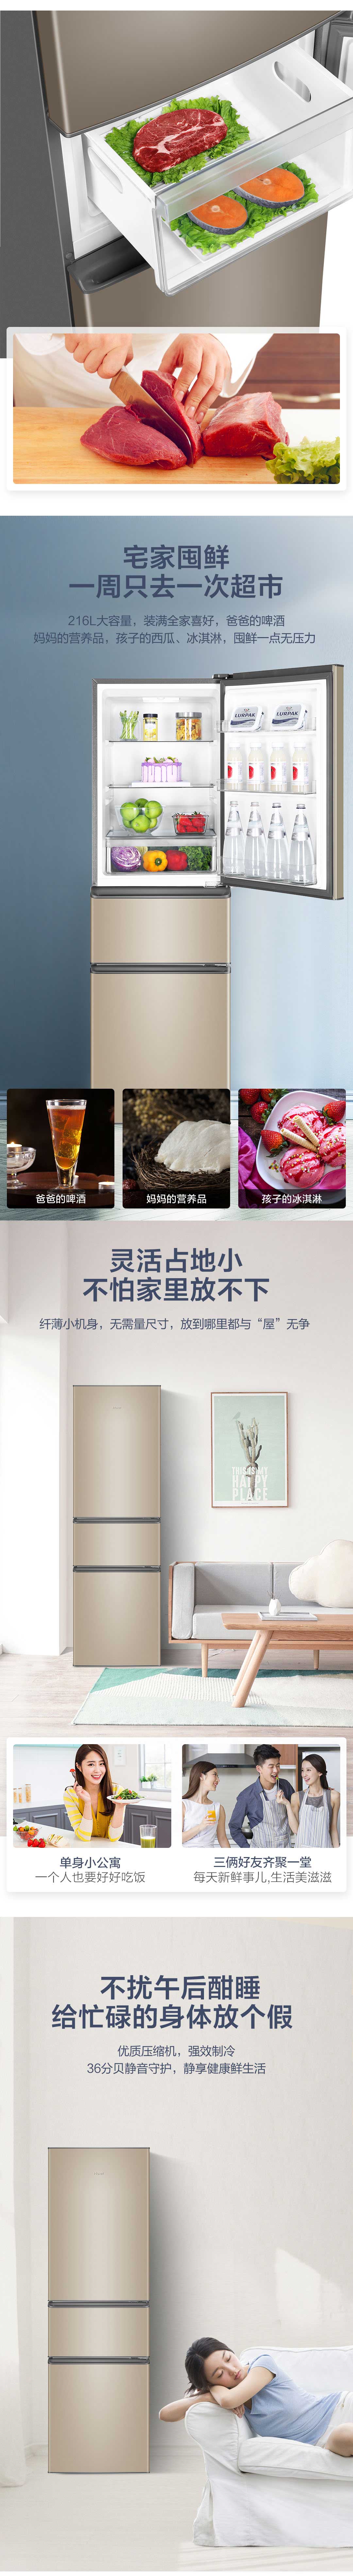 宅家囤鲜
一周只去一次超市
216L大容量，装满全家喜好，爸爸的啤酒
妈妈的营养品，孩子的西瓜、冰淇淋，囤鲜一点无压力
LURPAK
LURPAK
爸爸的啤酒
妈妈的营养品
孩子的冰淇淋
灵活占地小
不怕家里放不下
纤薄小机身，无需量尺寸，放到哪里都与“屋”无争
HAPPY
PLACE
单身小公寓
一个人也要好好吃饭
三俩好友齐聚一堂
每天新鲜事儿,生活美滋滋
不扰午后酣睡
给忙碌的身体放个假
优质压缩机，强效制冷
36分贝静音守护，静享健康鲜生活